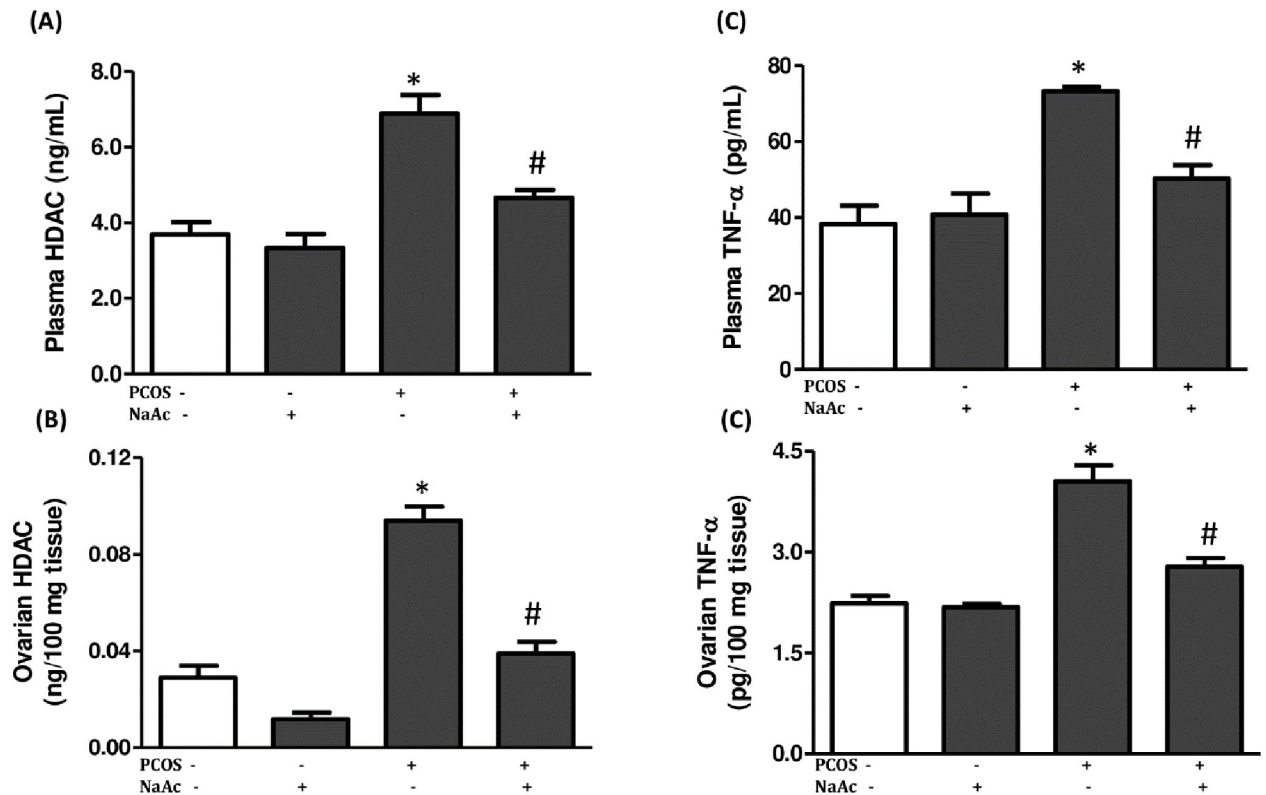 (A)
Plasma HDAC (ng/mL)
8.0
6.0
4.0
2.0
0.0
*
#
PCOS - - + +
NaAc - + - +
(C)
Plasma TNF-α (pg/mL)
80
60
40
20
0
*
#
PCOS - - + +
NaAc - + - +
(B)
Ovarian HDAC
(ng/100 mg tissue)
0.12
0.08
0.04
0.00
*
#
PCOS - - + +
NaAc - + - +
(C)
Ovarian TNF-α
(pg/100 mg tissue)
4.5
3.0
1.5
0.0
*
#
PCOS - - + +
NaAc - + - +